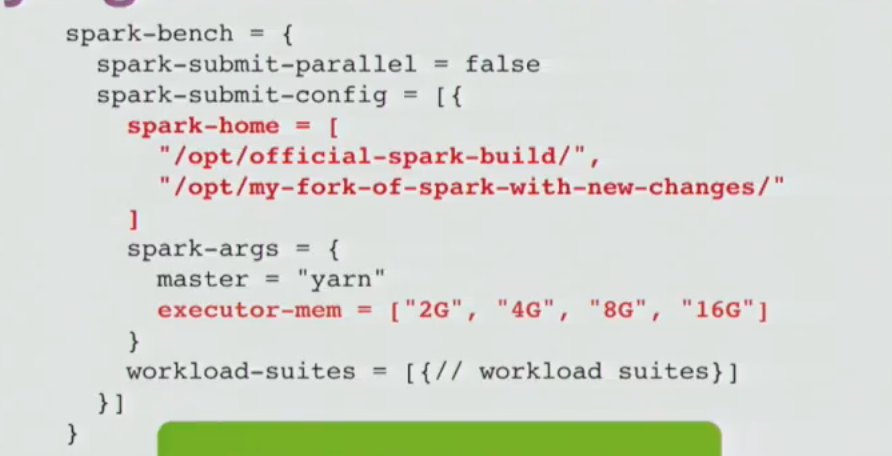 spark-bench = {
spark-submit-parallel = false
spark-submit-config = [{
spark-home = [
"/opt/official-spark-build/",
"/opt/my-fork-of-spark-with-new-changes/"
]
spark-args = {
master = "yarn"
executor-mem = ["2G", "4G", "8G", "16G"]
}
workload-suites = [{// workload suites}]
}]
}